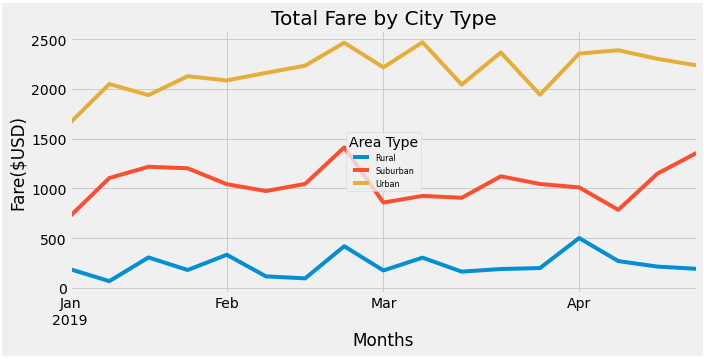 Total Fare by City Type
Fare($USD)
2500
2000
1500
1000
500
0
Area Type
Rural
Suburban
Urban
Jan
2019
Feb
Mar
Apr
Months